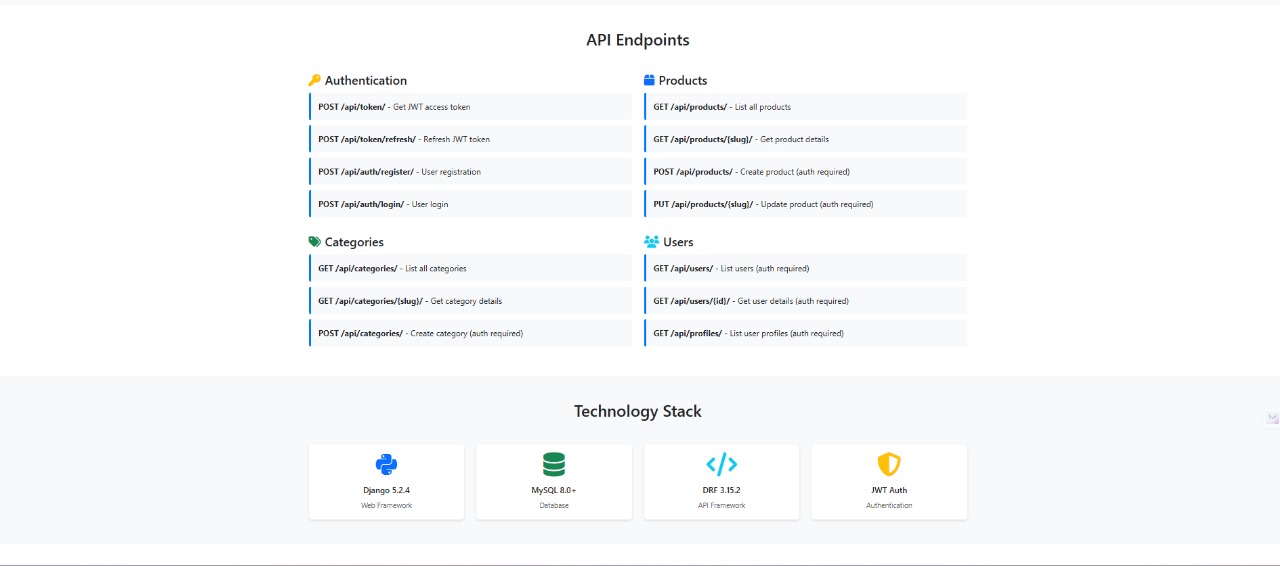 API Endpoints
Authentication
POST /api/token/ - Get JWT access token
POST /api/token/refresh/ - Refresh JWT token
POST /api/auth/register/ - User registration
POST /api/auth/login/ - User login
Products
GET /api/products/ - List all products
GET /api/products/{slug}/ - Get product details
POST /api/products/ - Create product (auth required)
PUT /api/products/{slug}/ - Update product (auth required)
Categories
GET /api/categories/ - List all categories
GET /api/categories/{slug}/ - Get category details
POST /api/categories/ - Create category (auth required)
Users
GET /api/users/ - List users (auth required)
GET /api/users/{id}/ - Get user details (auth required)
GET /api/profiles/ - List user profiles (auth required)
Technology Stack
Django 5.2.4
Web Framework
MySQL 8.0+
Database
DRF 3.15.2
API Framework
JWT Auth
Authentication